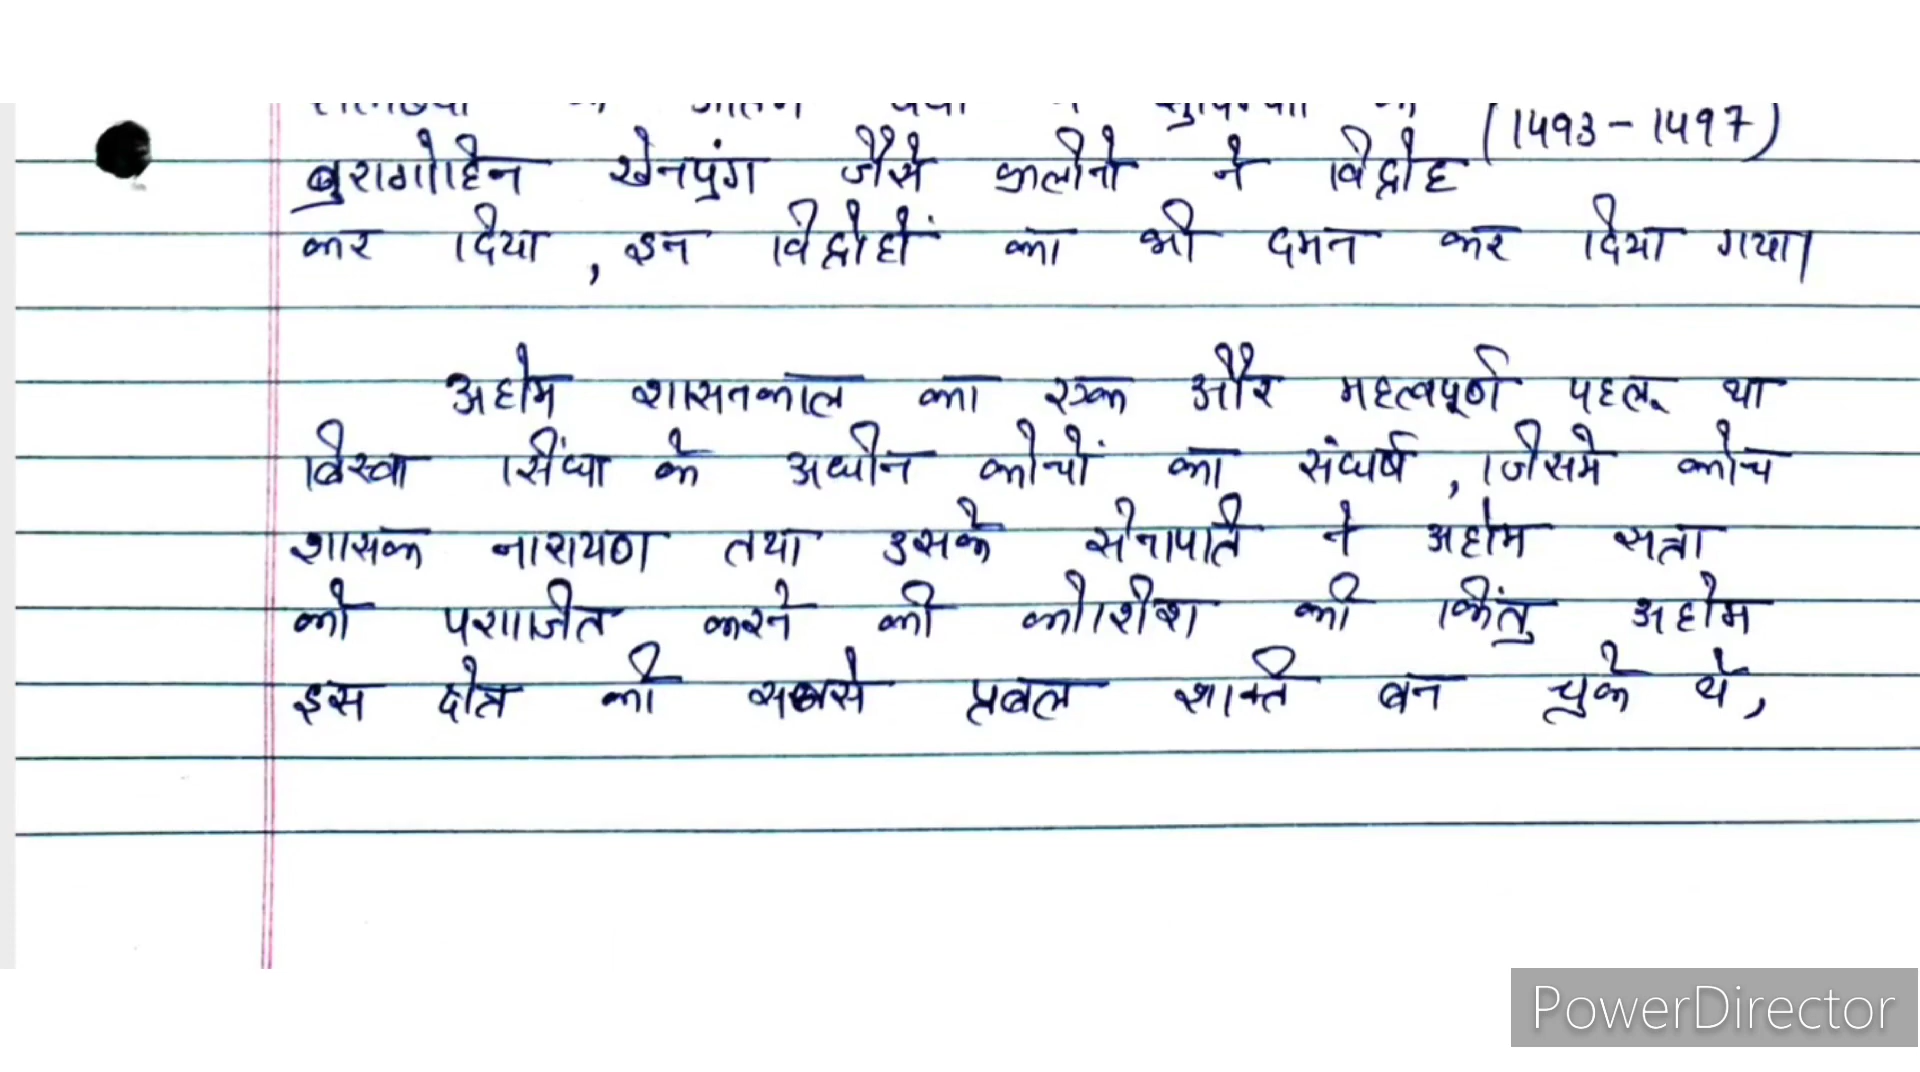 (1493-1497)
बुरागोहिन खेनपुंग जैसे कुलीनो ने विद्रोह
कर दिया, इन विद्रोहों का भी दमन कर दिया गया।
अहोम शासनकाल का एक और महत्वपूर्ण पहलू था
बिस्वा सिंघा के अधीन कोचों का संघर्ष, जिसमे कोच
शासक नारायण तथा उसके सेनापति ने अहोम सत्ता
को पराजित करने की कोशिश की किंतु अहोम
इस क्षेत्र की सबसे प्रबल शक्ति बन चुके थे,
PowerDirector